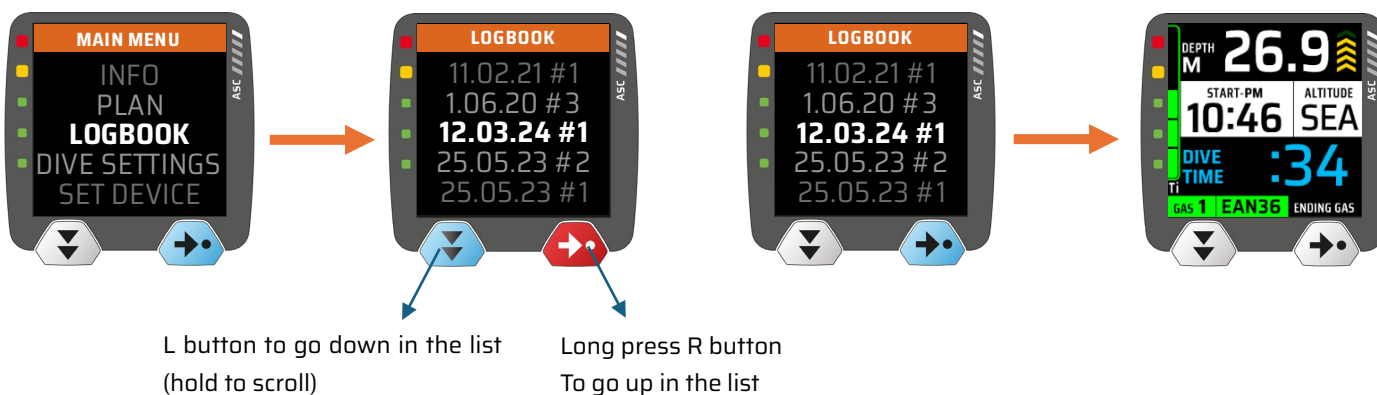 MAIN MENU
INFO
PLAN
LOGBOOK
DIVE SETTINGS
SET DEVICE
ASC
LOGBOOK
11.02.21 #1
1.06.20 #3
12.03.24 #1
25.05.23 #2
25.05.23 #1
ASC
LOGBOOK
11.02.21 #1
1.06.20 #3
12.03.24 #1
25.05.23 #2
25.05.23 #1
ASC
DEPTH
M 26.9
START-PM ALTITUDE
10:46 SEA
DIVE
TIME :34
Ti
GAS 1 EAN36 ENDING GAS
ASC
L button to go down in the list
(hold to scroll)
Long press R button
To go up in the list